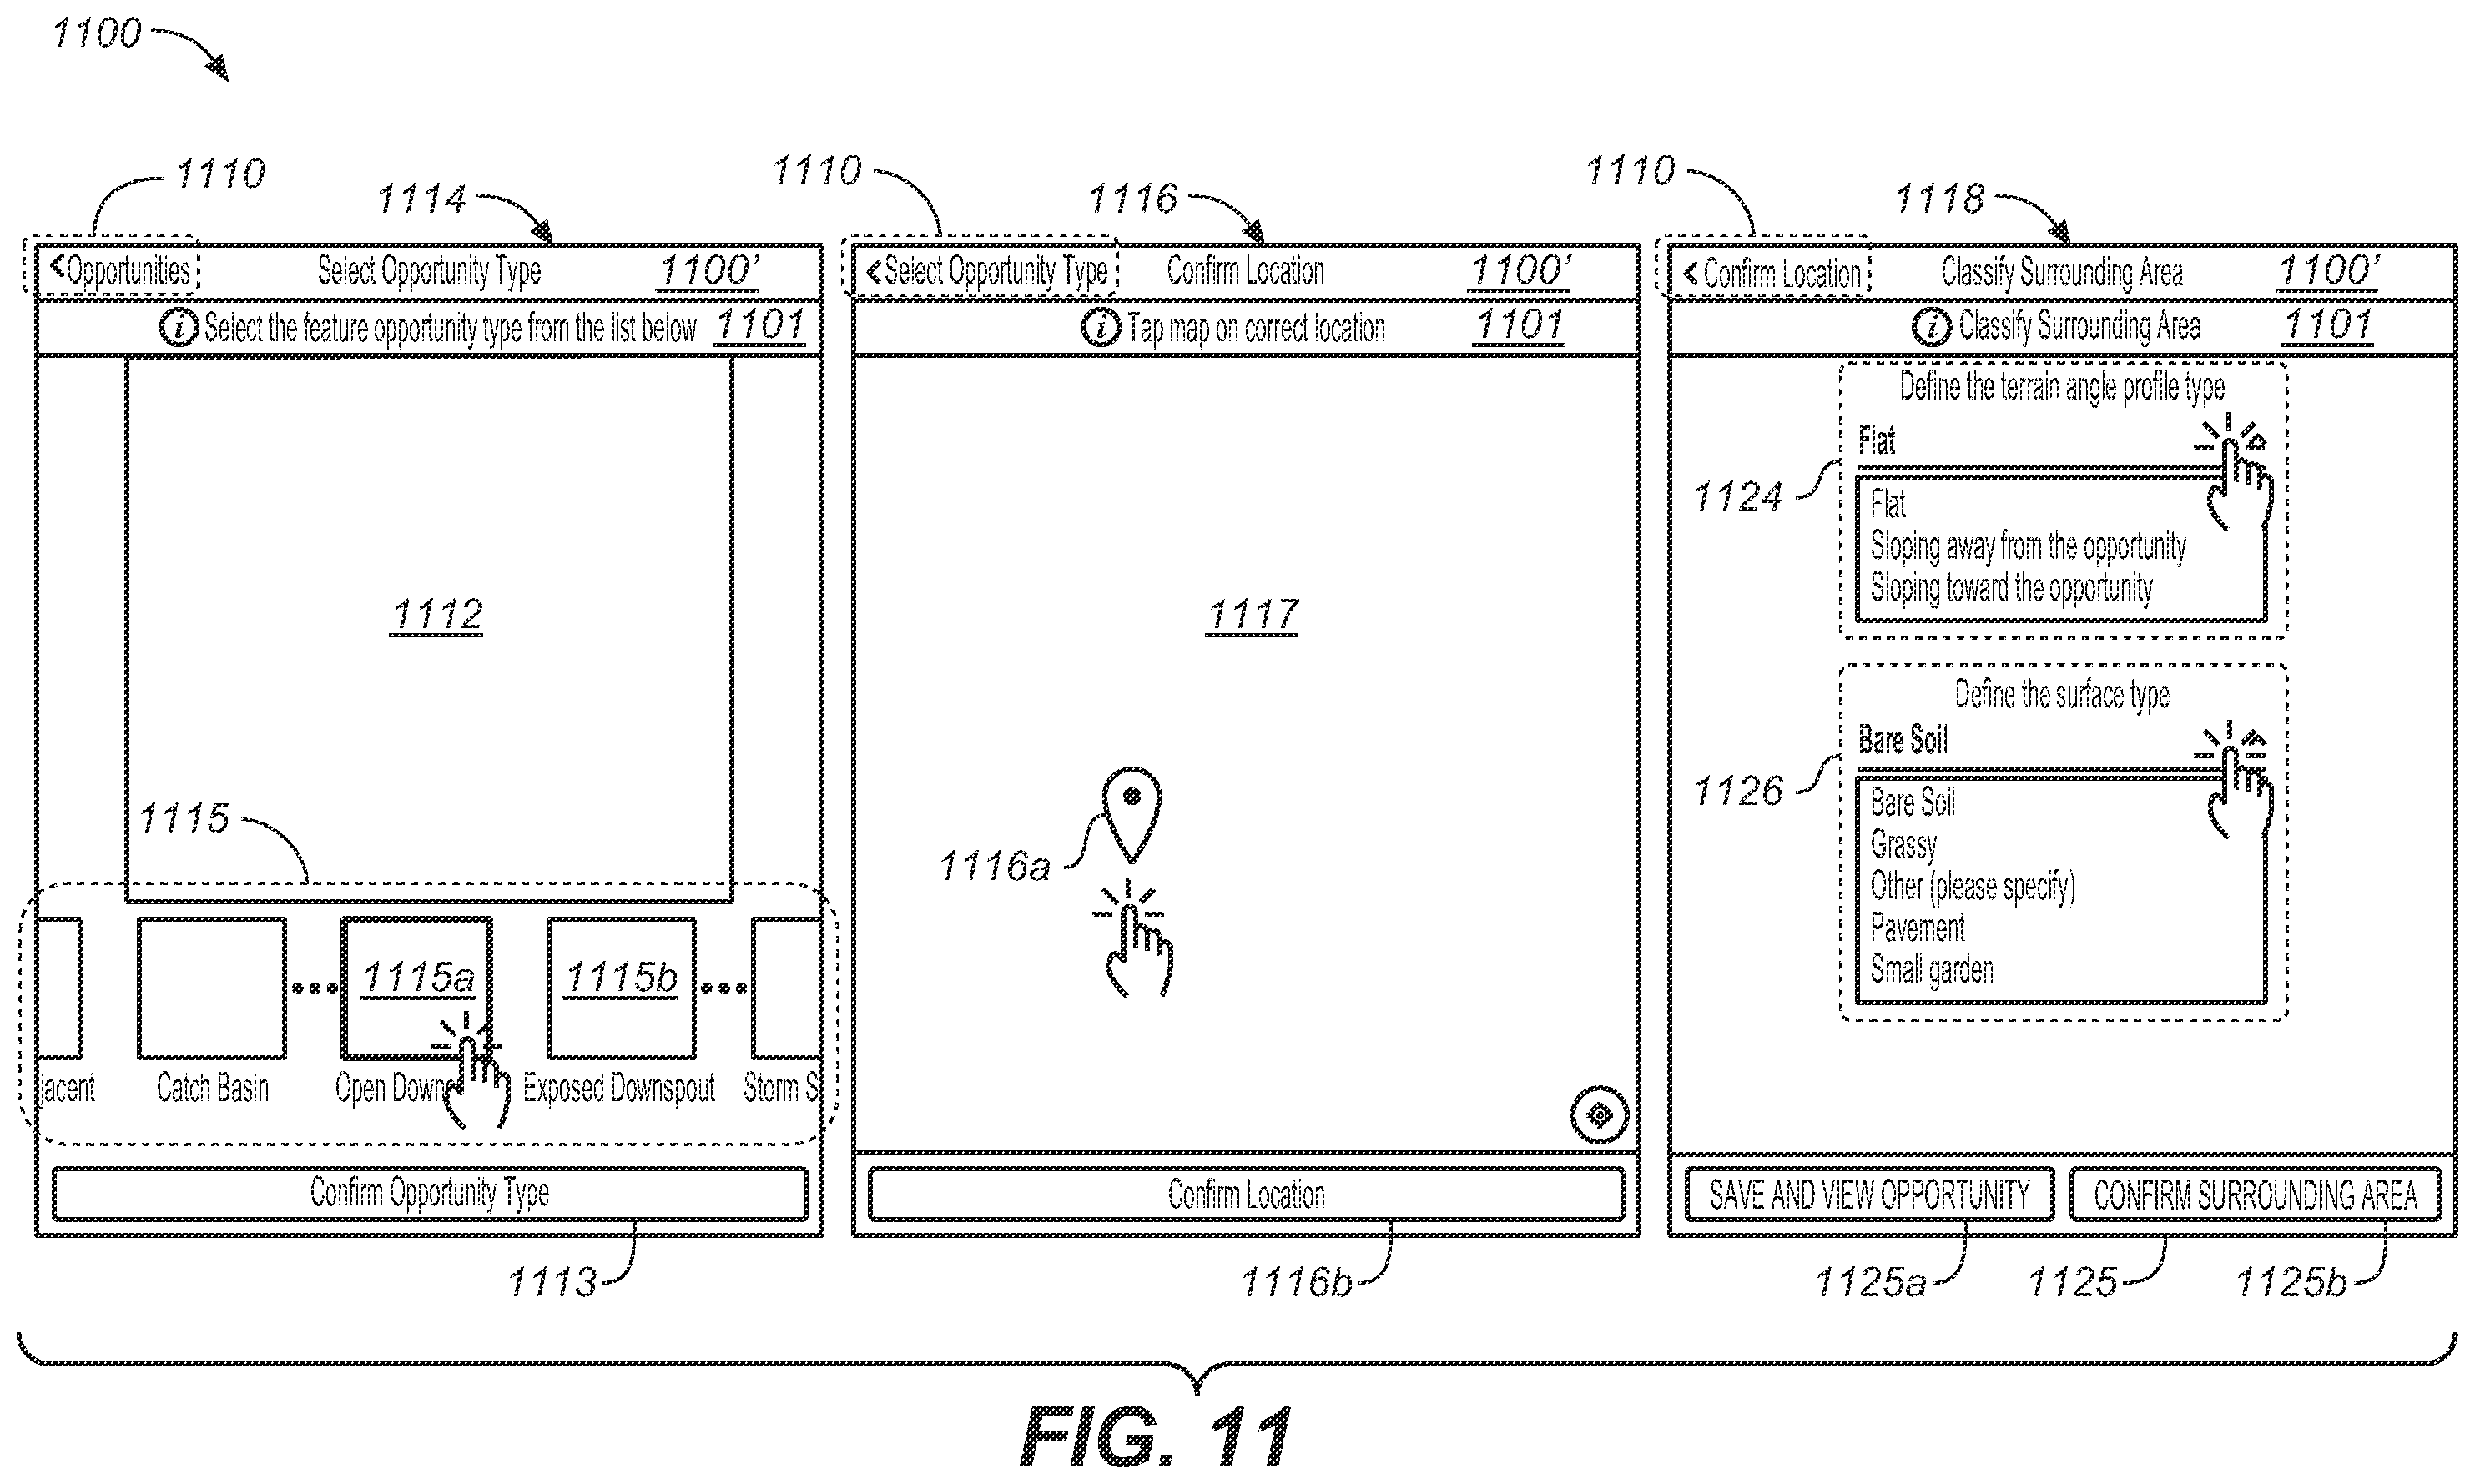 1100
1110
1114
1110
1116
1110
1118
Opportunities
Select Opportunity Type
1100'
Select Opportunity Type
Confirm Location
1100'
Confirm Location
Classify Surrounding Area
1100'
i Select the feature opportunity type from the list below
1101
i Tap map on correct location
1101
i Classify Surrounding Area
1101
1112
1115
1115a
1115b
jacent
Catch Basin
Open Down
Exposed Downspout
Storm S
Confirm Opportunity Type
1113
1117
1116a
Confirm Location
1116b
Define the terrain angle profile type
Flat
1124
Flat
Sloping away from the opportunity
Sloping toward the opportunity
Define the surface type
Bare Soil
1126
Bare Soil
Grassy
Other (please specify)
Pavement
Small garden
SAVE AND VIEW OPPORTUNITY
CONFIRM SURROUNDING AREA
1125a
1125
1125b
FIG. 11